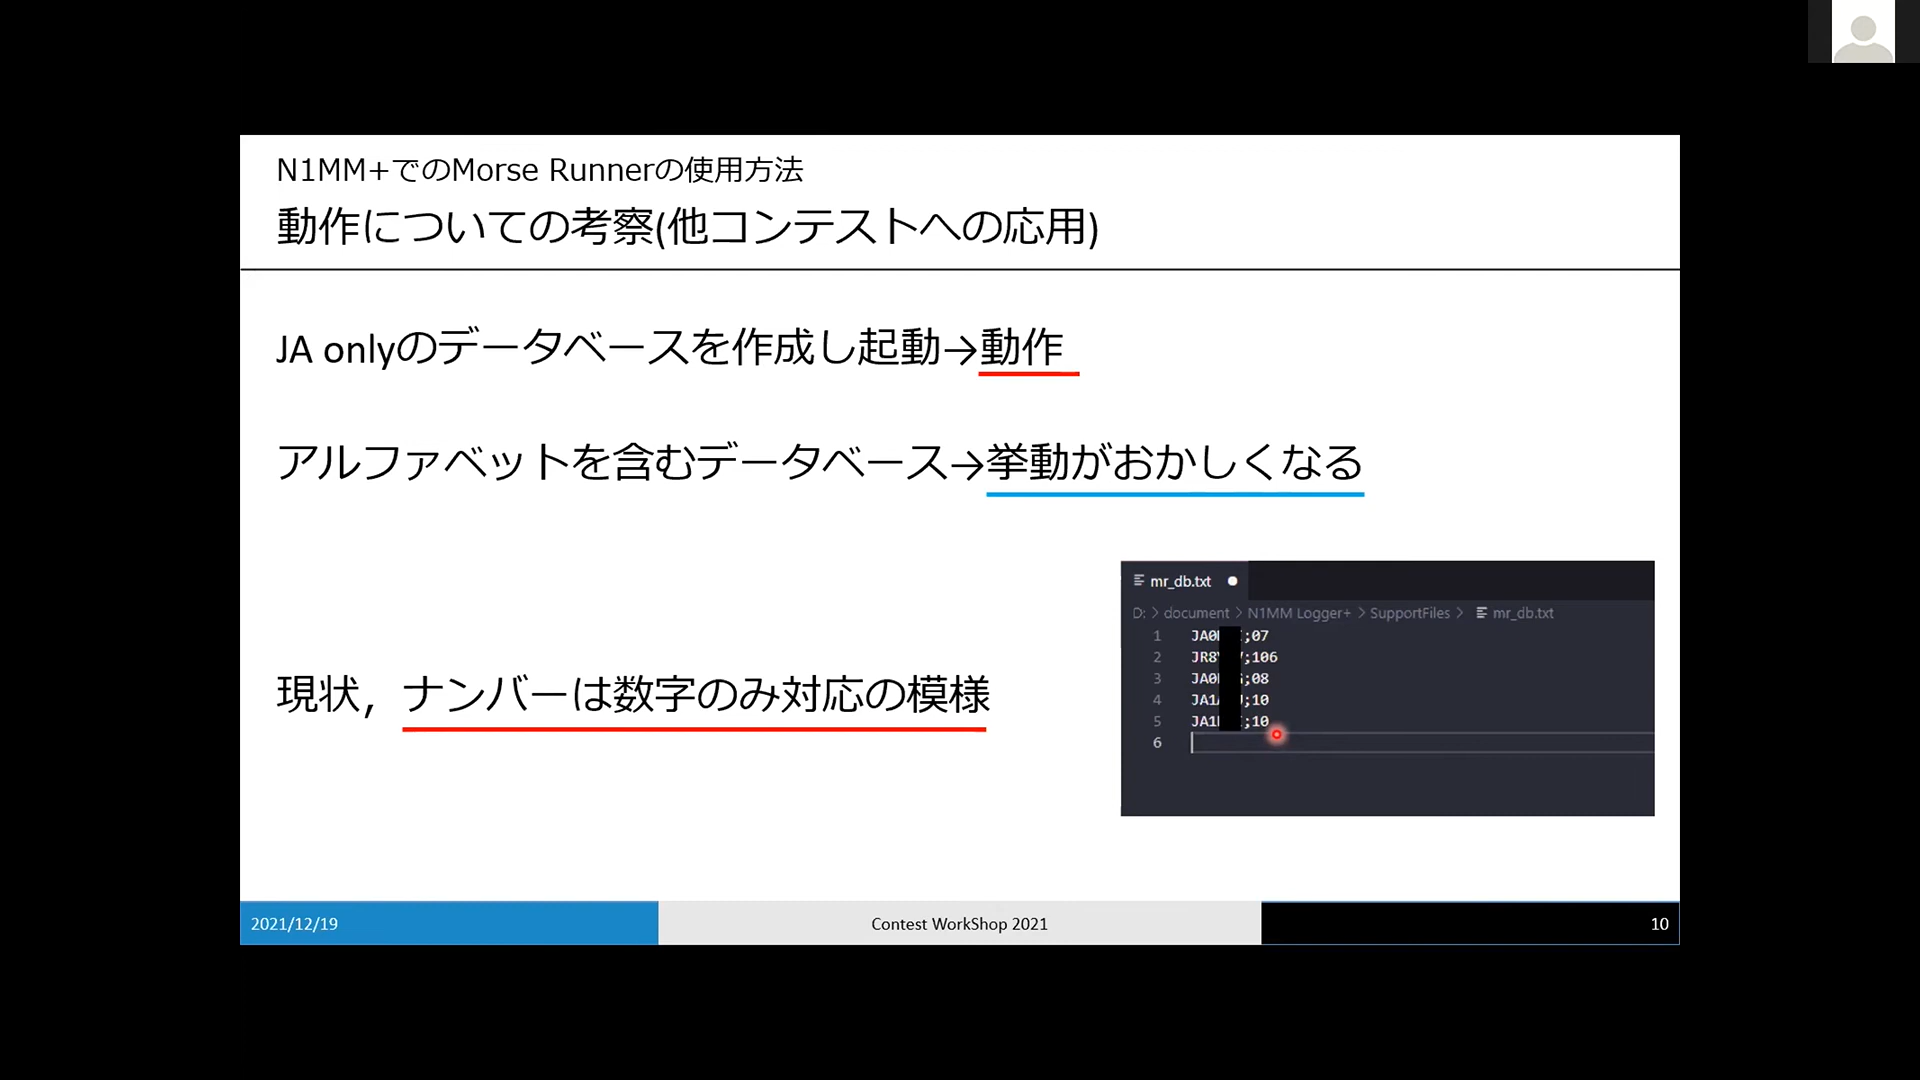 N1MM+でのMorse Runnerの使用方法
動作についての考察(他コンテストへの応用)
JA onlyのデータベースを作成し起動→動作
アルファベットを含むデータベース→挙動がおかしくなる
現状，ナンバーは数字のみ対応の模様
mr_db.txt
D: > document > N1MM Logger+ > SupportFiles > mr_db.txt
1 JA0 ;07
2 JR8 ;106
3 JA0 ;08
4 JA1 ;10
5 JA1 ;10
6
2021/12/19
Contest WorkShop 2021
10